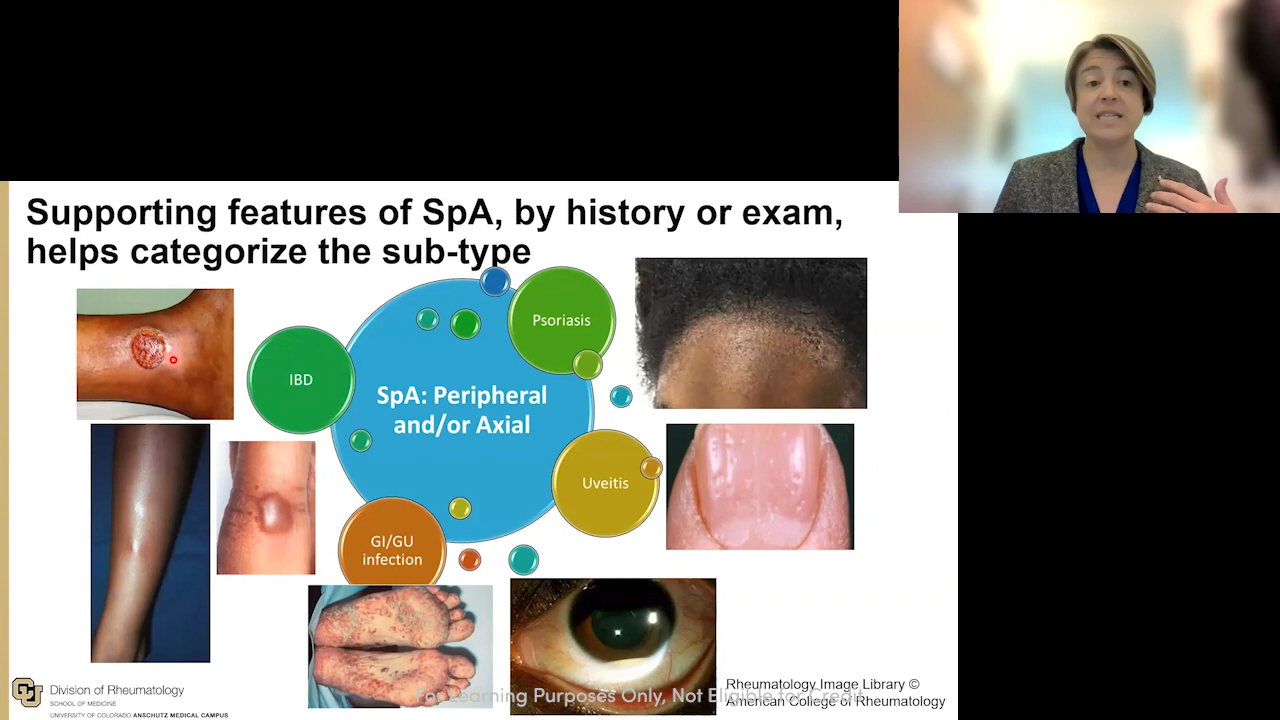 Supporting features of SpA, by history or exam,
helps categorize the sub-type
Psoriasis
IBD
SpA: Peripheral
and/or Axial
Uveitis
GI/GU
infection
Rheumatology Image Library ©
American College of Rheumatology
For Learning Purposes Only, Not Eligible for Credit
CU
Division of Rheumatology
SCHOOL OF MEDICINE
UNIVERSITY OF COLORADO ANSCHUTZ MEDICAL CAMPUS